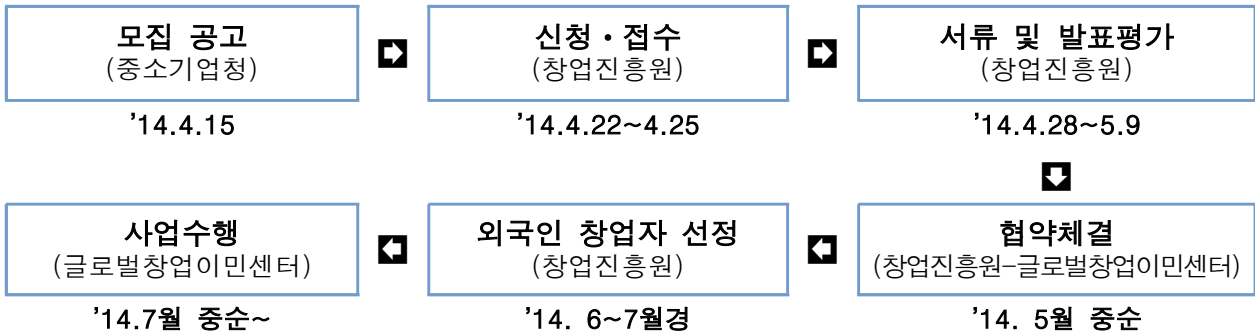 모집 공고
(중소기업청)
'14.4.15
신청·접수
(창업진흥원)
'14.4.22~4.25
서류 및 발표평가
(창업진흥원)
'14.4.28~5.9
협약체결
(창업진흥원-글로벌창업이민센터)
'14. 5월 중순
외국인 창업자 선정
(창업진흥원)
'14. 6~7월경
사업수행
(글로벌창업이민센터)
'14.7월 중순~